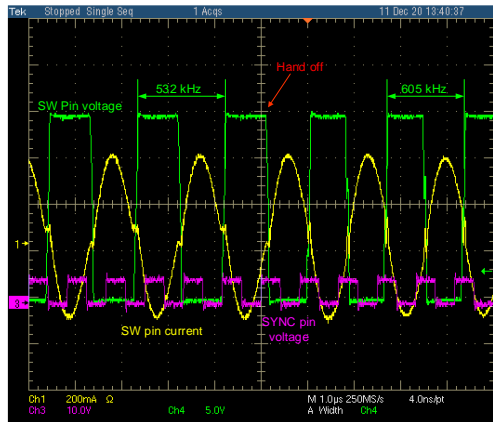 Tek Stopped Single Seq 1 Acqs 11 Dec 20 13:40:37
Hand off
532 kHz 605 kHz
SW Pin voltage
1
3
SW pin current
SYNC pin
voltage
Ch1 200mA Ω M 1.0µs 250MS/s 4.0ns/pt
Ch3 10.0V Ch4 5.0V A Width Ch4